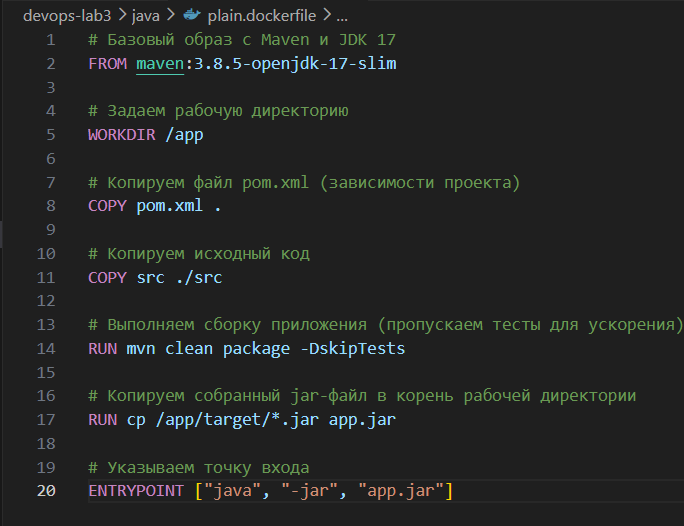 devops-lab3 > java > plain.dockerfile > ...
1 # Базовый образ с Maven и JDK 17
2 FROM maven:3.8.5-openjdk-17-slim
3
4 # Задаем рабочую директорию
5 WORKDIR /app
6
7 # Копируем файл pom.xml (зависимости проекта)
8 COPY pom.xml .
9
10 # Копируем исходный код
11 COPY src ./src
12
13 # Выполняем сборку приложения (пропускаем тесты для ускорения)
14 RUN mvn clean package -DskipTests
15
16 # Копируем собранный jar-файл в корень рабочей директории
17 RUN cp /app/target/*.jar app.jar
18
19 # Указываем точку входа
20 ENTRYPOINT ["java", "-jar", "app.jar"]